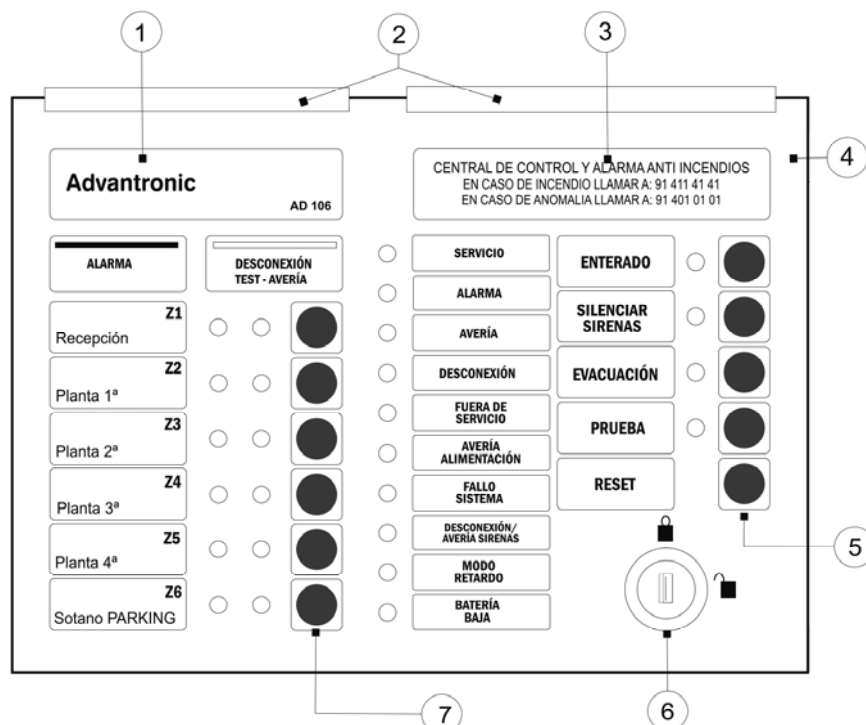 1
2
3
4
Advantronic
AD 106
CENTRAL DE CONTROL Y ALARMA ANTI INCENDIOS
EN CASO DE INCENDIO LLAMAR A: 91 411 41 41
EN CASO DE ANOMALIA LLAMAR A: 91 401 01 01
ALARMA
DESCONEXIÓN
TEST - AVERÍA
Z1
Recepción
Z2
Planta 1ª
Z3
Planta 2ª
Z4
Planta 3ª
Z5
Planta 4ª
Z6
Sotano PARKING
SERVICIO
ALARMA
AVERÍA
DESCONEXIÓN
FUERA DE
SERVICIO
AVERÍA
ALIMENTACIÓN
FALLO
SISTEMA
DESCONEXIÓN/
AVERÍA SIRENAS
MODO
RETARDO
BATERÍA
BAJA
ENTERADO
SILENCIAR
SIRENAS
EVACUACIÓN
PRUEBA
RESET
5
6
7